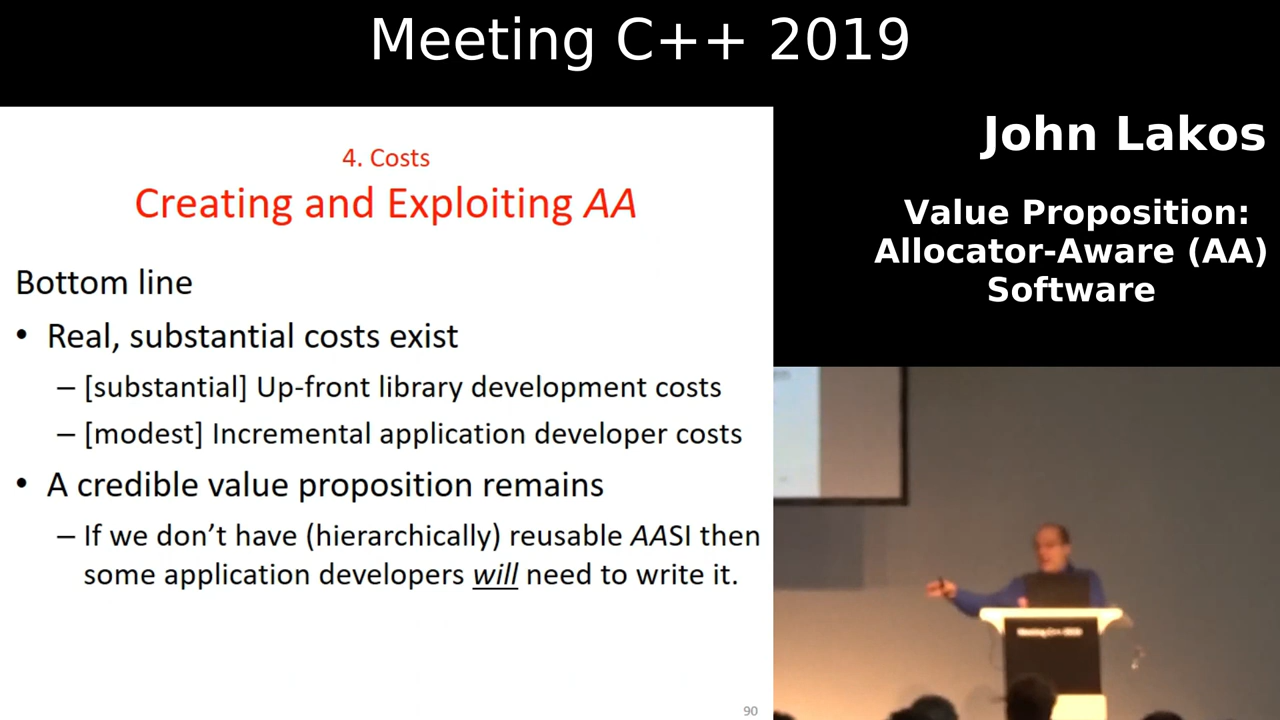 Meeting C++ 2019
4. Costs
Creating and Exploiting AA
Bottom line
• Real, substantial costs exist
– [substantial] Up-front library development costs
– [modest] Incremental application developer costs
• A credible value proposition remains
– If we don’t have (hierarchically) reusable AASI then
some application developers will need to write it.
90
John Lakos
Value Proposition:
Allocator-Aware (AA)
Software
Meeting C++ 2019